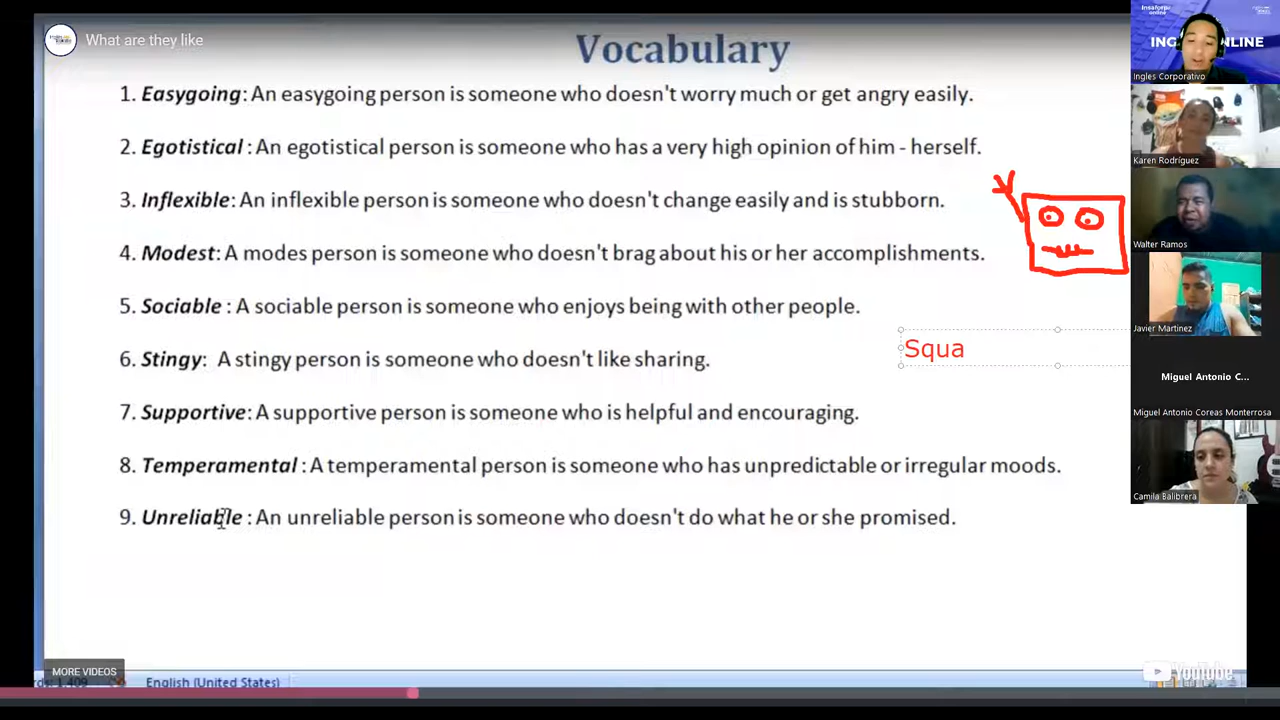 What are they like
Vocabulary
1. Easygoing: An easygoing person is someone who doesn't worry much or get angry easily.
2. Egotistical : An egotistical person is someone who has a very high opinion of him - herself.
3. Inflexible: An inflexible person is someone who doesn't change easily and is stubborn.
4. Modest: A modes person is someone who doesn't brag about his or her accomplishments.
5. Sociable : A sociable person is someone who enjoys being with other people.
6. Stingy: A stingy person is someone who doesn't like sharing.
7. Supportive: A supportive person is someone who is helpful and encouraging.
8. Temperamental : A temperamental person is someone who has unpredictable or irregular moods.
9. Unreliable : An unreliable person is someone who doesn't do what he or she promised.
Squa
MORE VIDEOS
1,409
English (United States)
YouTube
online
ONLINE
Ingles Corporativo
Karen Rodríguez
Walter Ramos
Javier Martinez
Miguel Antonio C...
Miguel Antonio Coreas Monterrosa
Camila Balibrera